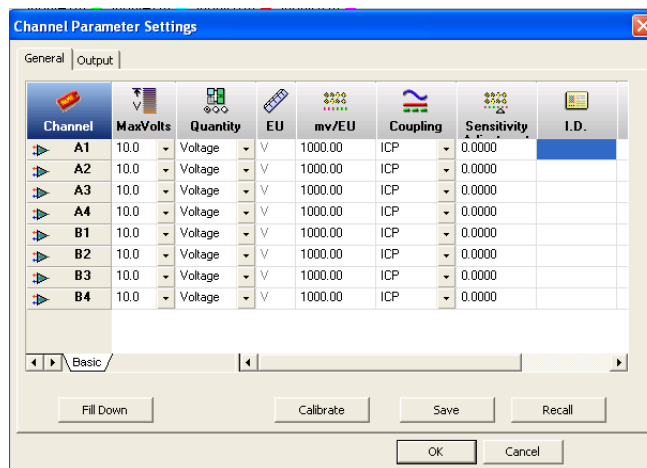 Channel Parameter Settings
General Output
Channel MaxVolts Quantity EU mv/EU Coupling Sensitivity I.D.
A1 10.0 Voltage V 1000.00 ICP 0.0000
A2 10.0 Voltage V 1000.00 ICP 0.0000
A3 10.0 Voltage V 1000.00 ICP 0.0000
A4 10.0 Voltage V 1000.00 ICP 0.0000
B1 10.0 Voltage V 1000.00 ICP 0.0000
B2 10.0 Voltage V 1000.00 ICP 0.0000
B3 10.0 Voltage V 1000.00 ICP 0.0000
B4 10.0 Voltage V 1000.00 ICP 0.0000
Basic
Fill Down Calibrate Save Recall
OK Cancel